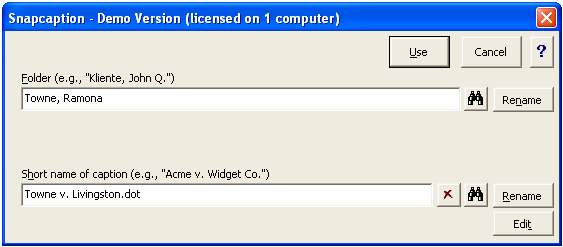 Snapcaption - Demo Version (licensed on 1 computer)
Use Cancel ?
Folder (e.g., "Kliente, John Q.")
Towne, Ramona Rename
Short name of caption (e.g., "Acme v. Widget Co.")
Towne v. Livingston.dot Rename
Edit